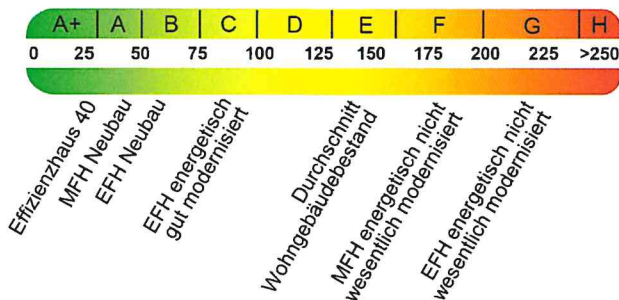 A+ A B C D E F G H
0 25 50 75 100 125 150 175 200 225 >250
Effizienzhaus 40
MFH Neubau
EFH Neubau
EFH energetisch
gut modernisiert
Durchschnitt
Wohngebäudebestand
MFH energetisch nicht
wesentlich modernisiert
EFH energetisch nicht
wesentlich modernisiert